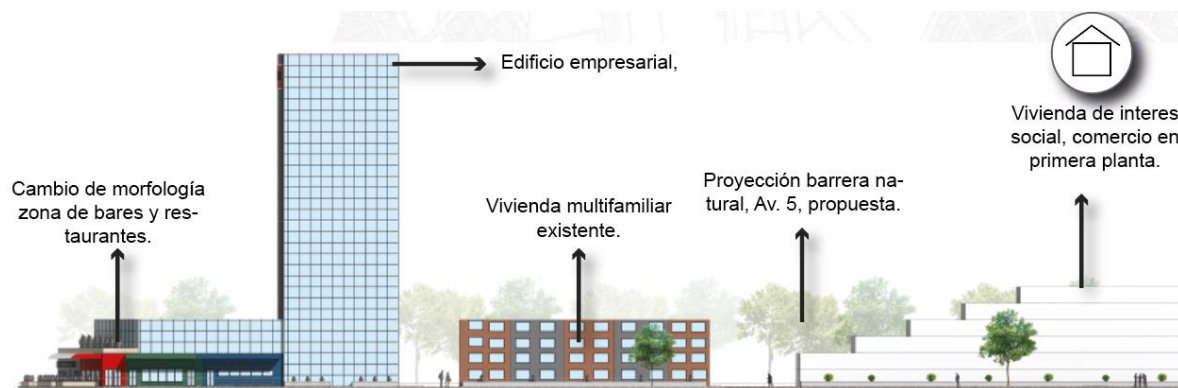 Edificio empresarial,
Vivienda de interes
social, comercio en
primera planta.
Cambio de morfología
zona de bares y res-
taurantes.
Vivienda multifamiliar
existente.
Proyección barrera na-
tural, Av. 5, propuesta.